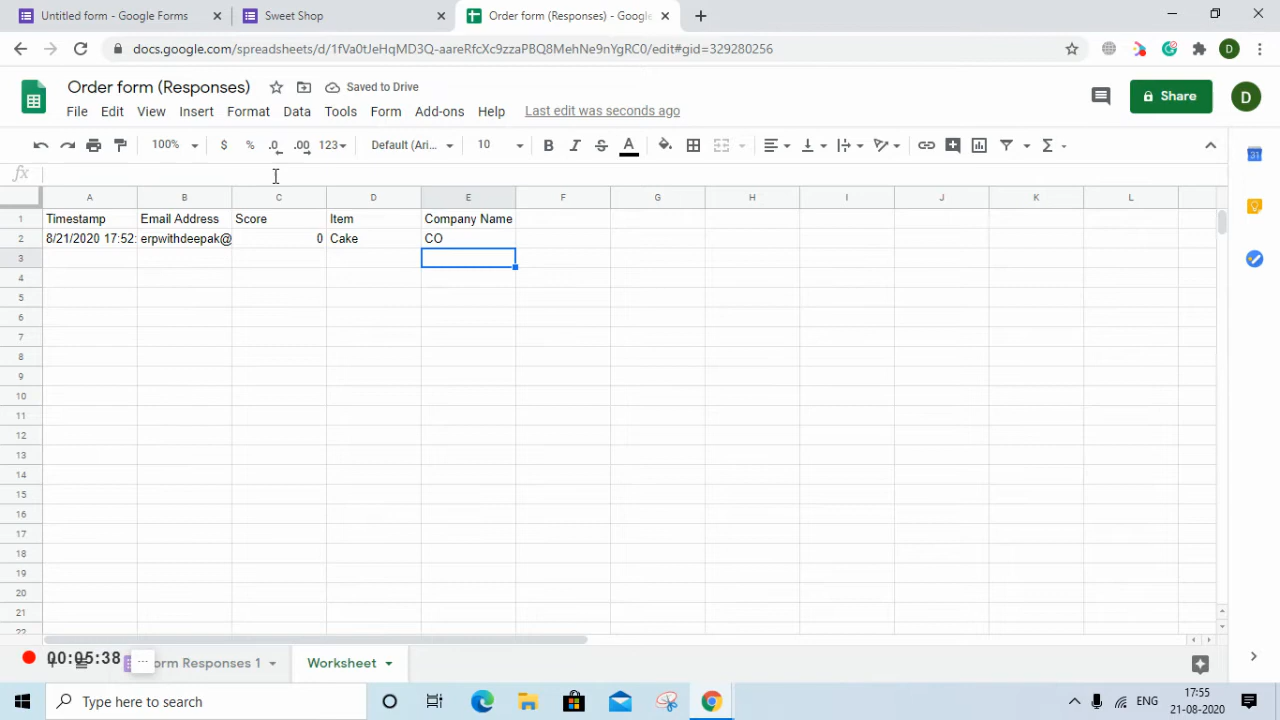 Untitled form - Google Forms
Sweet Shop
Order form (Responses) - Google
docs.google.com/spreadsheets/d/1fVa0tJeHqMD3Q-aareRfcXc9zzaPBQ8MehNe9nYgRC0/edit#gid=329280256
D
Order form (Responses)
Saved to Drive
Share
D
File Edit View Insert Format Data Tools Form Add-ons Help Last edit was seconds ago
100% $ % .0 .00 123 Default (Ari... 10 B I S A Σ
fx
31
A B C D E F G H I J K L
1 Timestamp Email Address Score Item Company Name
2 8/21/2020 17:52: erpwithdeepak@ 0 Cake CO
3
4
5
6
7
8
9
10
11
12
13
14
15
16
17
18
19
20
21
22
00:05:38 ... orm Responses 1 Worksheet
Type here to search
ENG
17:55
21-08-2020